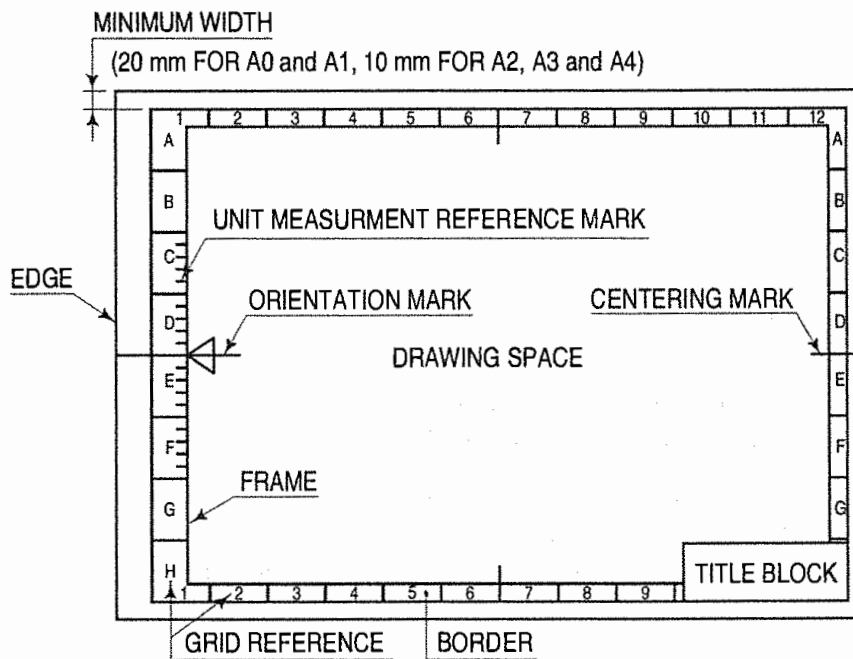 MINIMUM WIDTH
(20 mm FOR A0 and A1, 10 mm FOR A2, A3 and A4)
1 2 3 4 5 6 7 8 9 10 11 12
A A
B B
UNIT MEASURMENT REFERENCE MARK
C C
EDGE
ORIENTATION MARK CENTERING MARK
D D
DRAWING SPACE
E E
F F
FRAME
G G
H TITLE BLOCK
1 2 3 4 5 6 7 8 9
GRID REFERENCE BORDER